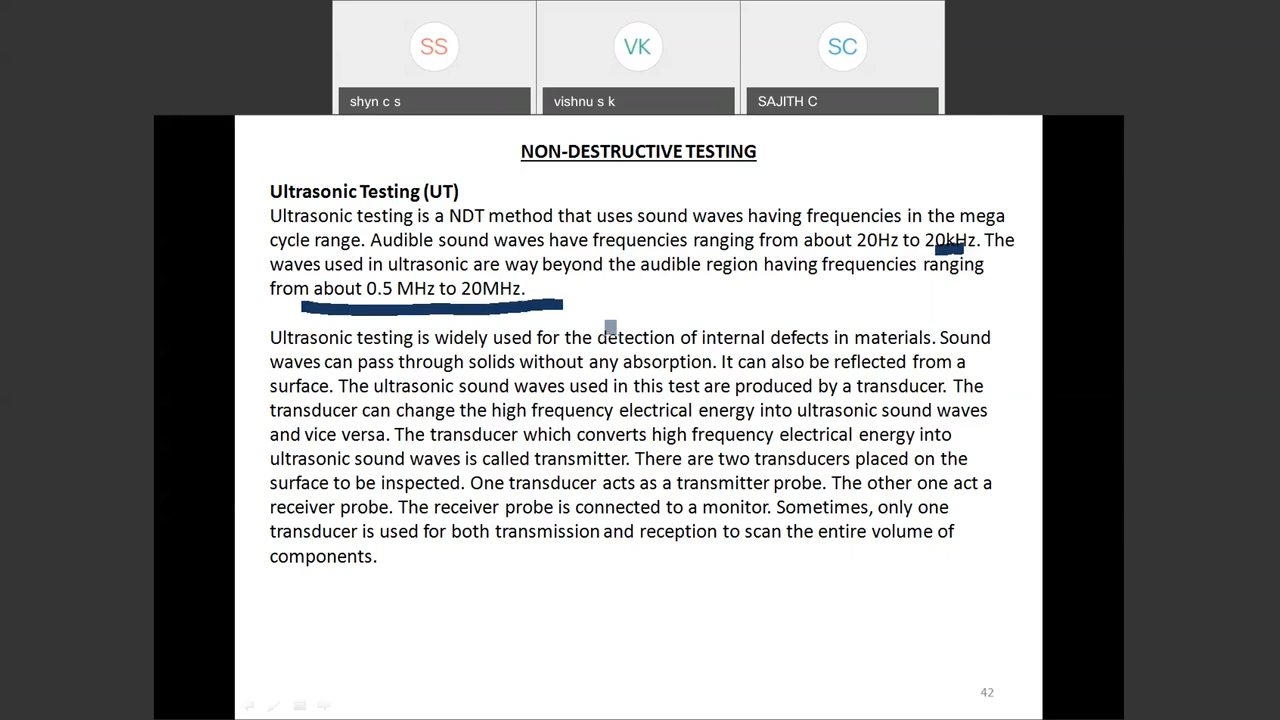 SS
VK
SC
shyn c s
vishnu s k
SAJITH C
NON-DESTRUCTIVE TESTING
Ultrasonic Testing (UT)
Ultrasonic testing is a NDT method that uses sound waves having frequencies in the mega
cycle range. Audible sound waves have frequencies ranging from about 20Hz to 20kHz. The
waves used in ultrasonic are way beyond the audible region having frequencies ranging
from about 0.5 MHz to 20MHz.
Ultrasonic testing is widely used for the detection of internal defects in materials. Sound
waves can pass through solids without any absorption. It can also be reflected from a
surface. The ultrasonic sound waves used in this test are produced by a transducer. The
transducer can change the high frequency electrical energy into ultrasonic sound waves
and vice versa. The transducer which converts high frequency electrical energy into
ultrasonic sound waves is called transmitter. There are two transducers placed on the
surface to be inspected. One transducer acts as a transmitter probe. The other one act a
receiver probe. The receiver probe is connected to a monitor. Sometimes, only one
transducer is used for both transmission and reception to scan the entire volume of
components.
42